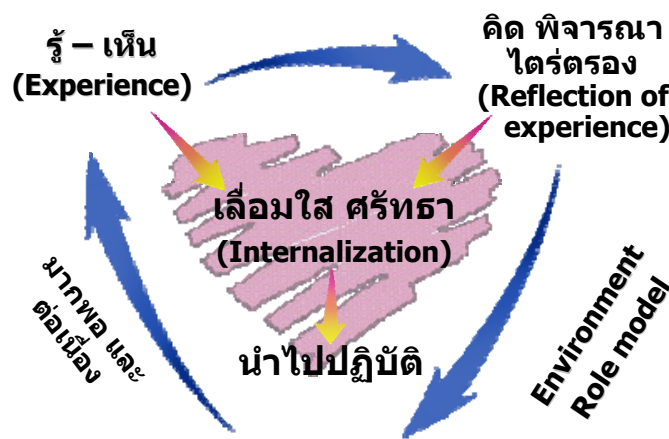 รู้ – เห็น
(Experience)
คิด พิจารณา
ไตร่ตรอง
(Reflection of
experience)
เลื่อมใส ศรัทธา
(Internalization)
นำไปปฏิบัติ
Environment
Role model
มากพอ และ
ต่อเนื่อง